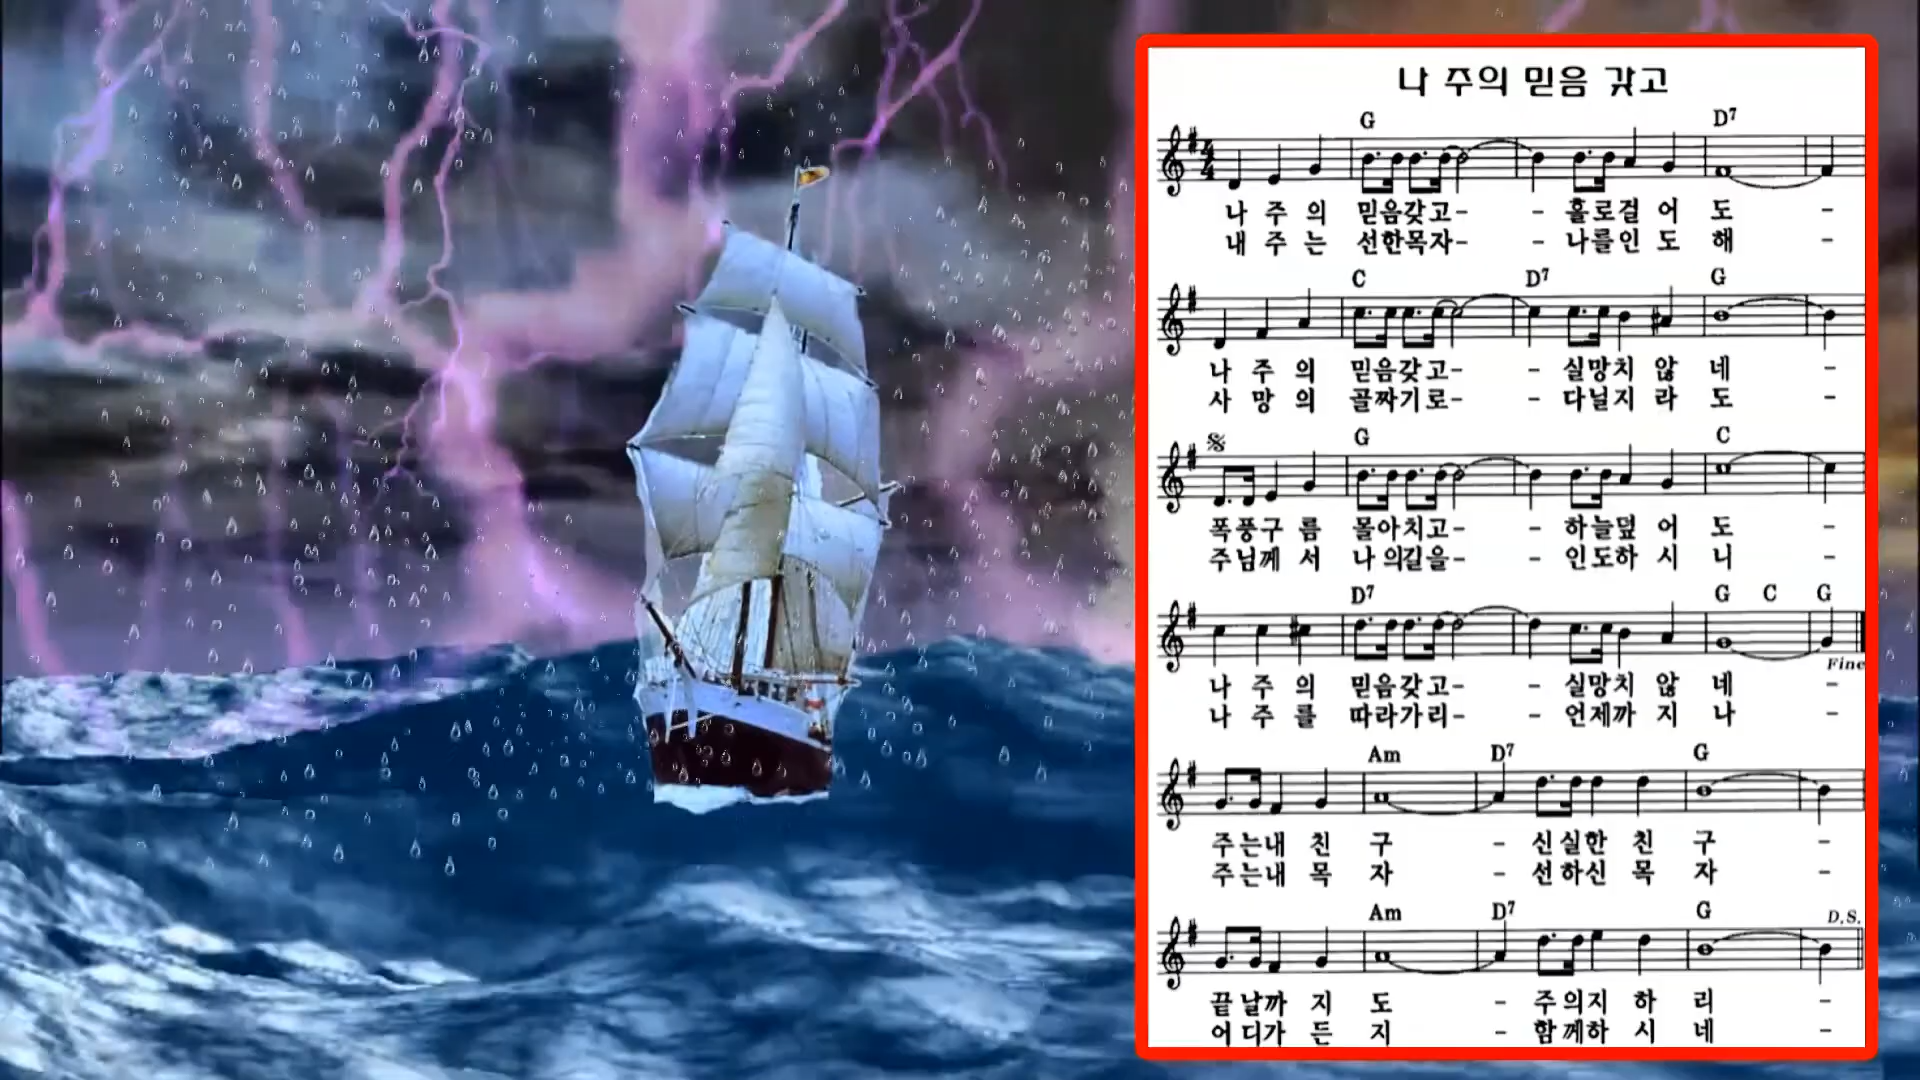 나 주의 믿음 갖고
G D7
나 주 의 믿음갖고- - 홀로걸 어 도 -
내 주 는 선한목자- - 나를인 도 해 -
C D7 G
나 주 의 믿음갖고- - 실망치 않 네 -
사 망 의 골짜기로- - 다닐지 라 도 -
G C
폭풍구 름 몰아치고- - 하늘덮 어 도 -
주님께 서 나의길을- - 인도하 시 니 -
D7 G C G
Fine
나 주 의 믿음갖고- - 실망치 않 네 -
나 주 를 따라가리- - 언제까 지 나 -
Am D7 G
주는내 친 구 - 신실한 친 구 -
주는내 목 자 - 선하신 목 자 -
Am D7 G D.S.
끝날까 지 도 - 주의지 하 리 -
어디가 든 지 - 함께하 시 네 -